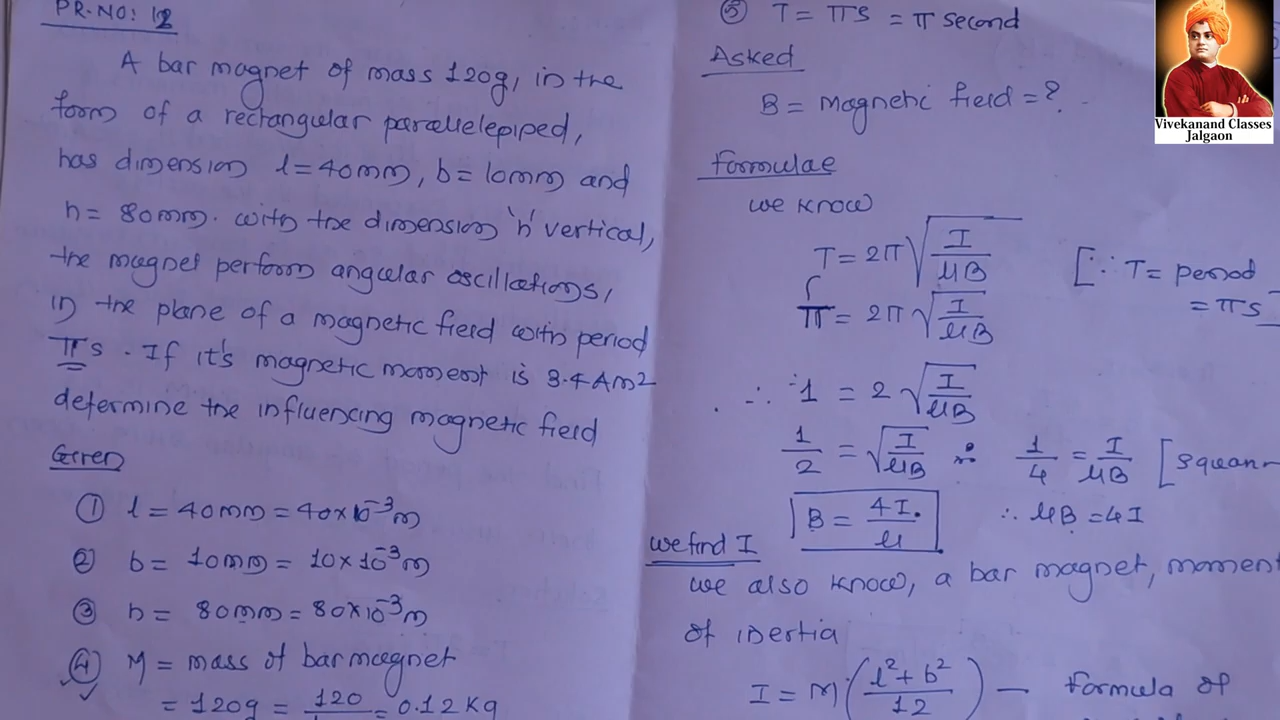 PR.NO: 12
A bar magnet of mass 120g, in the
form of a rectangular parallelepiped,
has dimension l=40mm, b=10mm and
h= 80mm. with the dimension 'h' vertical,
the magnet perform angular oscillations,
in the plane of a magnetic field with period
πs. If it's magnetic moment is 3.4Am2
determine the influencing magnetic field
Given
① l = 40mm = 40×10⁻³m
② b = 10mm = 10×10⁻³m
③ h = 80mm = 80×10⁻³m
④ M = mass of bar magnet
= 120g = 120 = 0.12 Kg
⑤ T = πs = π second
Asked
B = magnetic field = ?
Formulae
we know
T = 2π√(I/μB) [∵ T = period
π = 2π√(I/μB) = πs]
∴ 1 = 2√(I/μB)
1/2 = √(I/μB) ∴ 1/4 = I/μB [squar
B = 4I/μ ∴ μB = 4I
we find I
we also know, a bar magnet, moment
of inertia
I = M(l²+b²/12) — formula of
Vivekanand Classes
Jalgaon